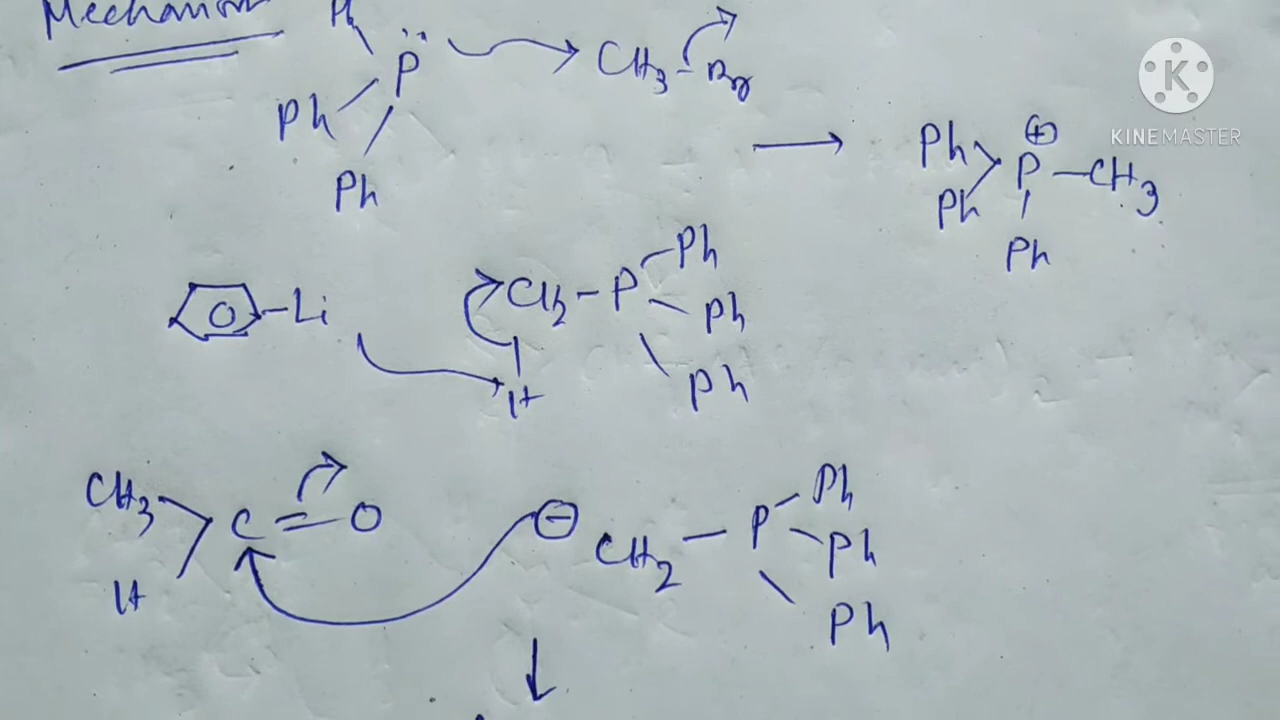 Mechanism
Ph
P̈ CH3-Br
Ph
Ph
→
Ph ⊕
P-CH3
Ph
Ph
K
KINEMASTER
Li
CH2-P-Ph
Ph
Ph
H
CH3
C=O
H
⊖
CH2-P-Ph
Ph
Ph
↓